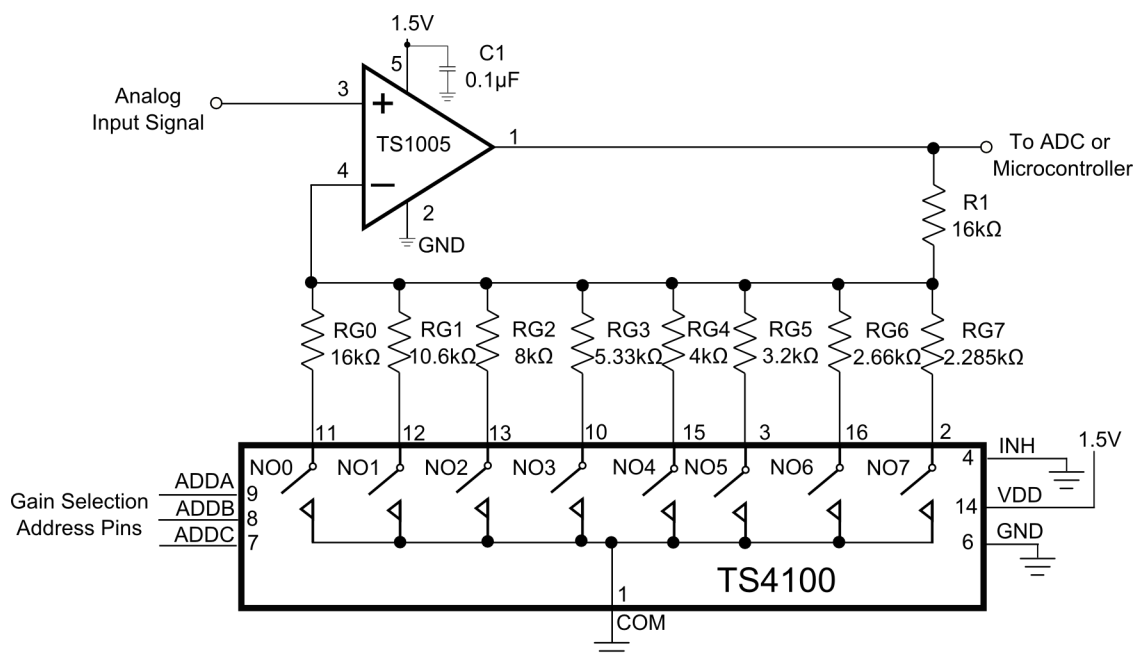 1.5V
C1
0.1µF
5
Analog
Input Signal
3
+
TS1005
1
To ADC or
Microcontroller
4
−
2
GND
R1
16kΩ
RG0
16kΩ
RG1
10.6kΩ
RG2
8kΩ
RG3
5.33kΩ
RG4
4kΩ
RG5
3.2kΩ
RG6
2.66kΩ
RG7
2.285kΩ
11
12
13
10
15
3
16
2
NO0
NO1
NO2
NO3
NO4
NO5
NO6
NO7
4
INH
1.5V
Gain Selection
Address Pins
ADDA
9
ADDB
8
ADDC
7
14
VDD
6
GND
TS4100
1
COM